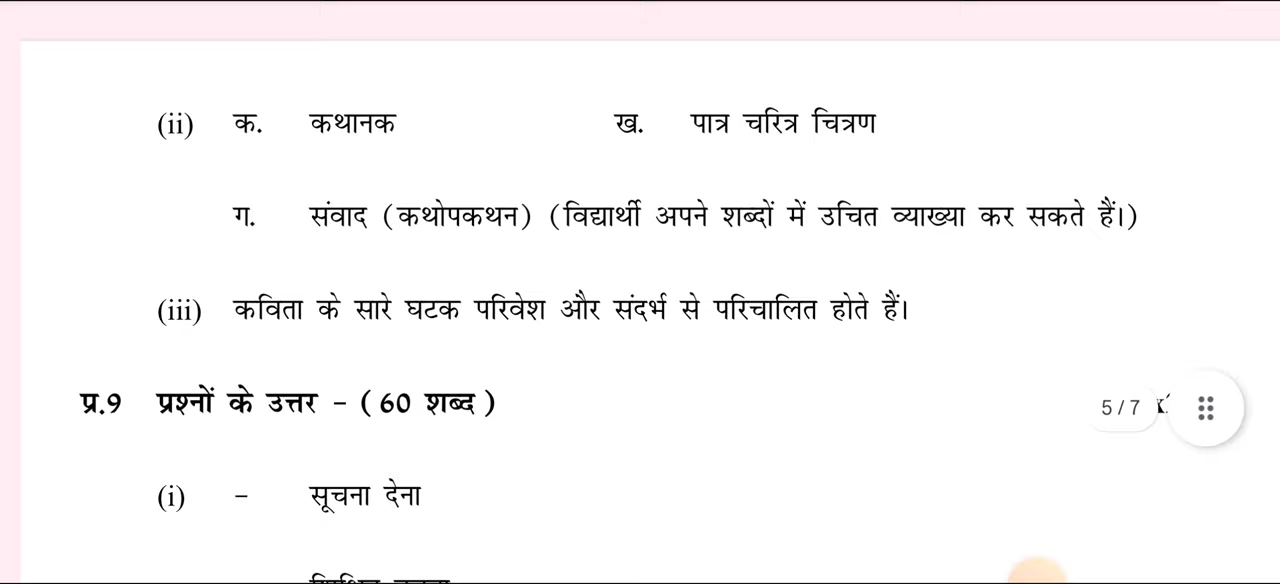 (ii) क. कथानक ख. पात्र चरित्र चित्रण
ग. संवाद (कथोपकथन) (विद्यार्थी अपने शब्दों में उचित व्याख्या कर सकते हैं।)
(iii) कविता के सारे घटक परिवेश और संदर्भ से परिचालित होते हैं।
प्र.9 प्रश्नों के उत्तर - ( 60 शब्द ) 5 / 7
(i) - सूचना देना